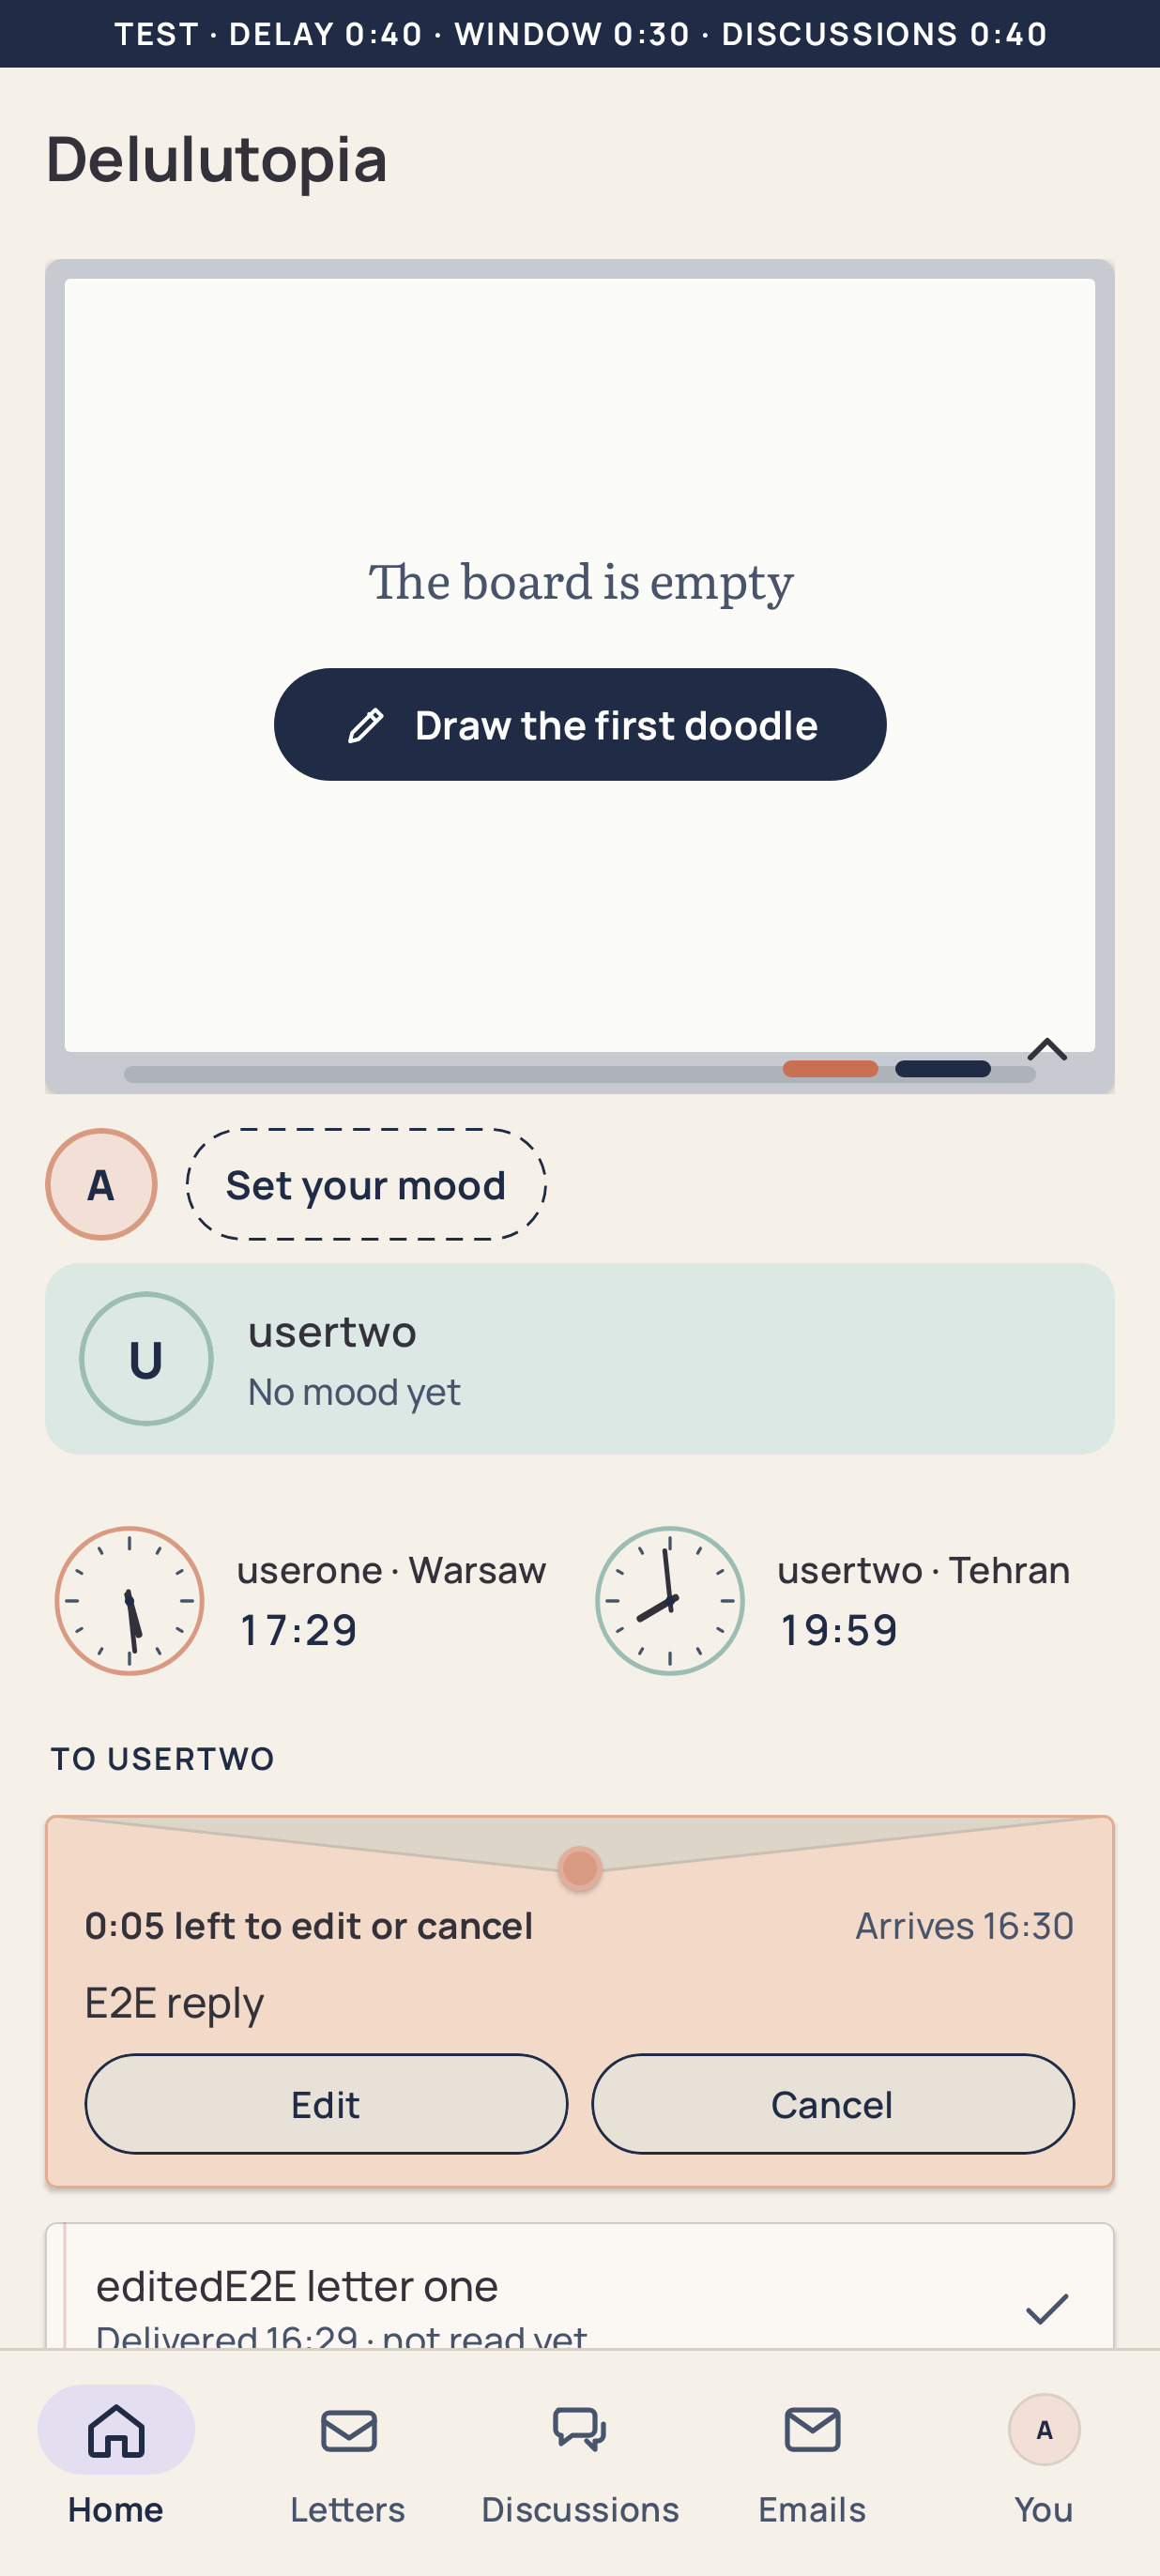 TEST · DELAY 0:40 · WINDOW 0:30 · DISCUSSIONS 0:40
Delulutopia
The board is empty
Draw the first doodle
A
Set your mood
U
usertwo
No mood yet
userone · Warsaw
17:29
usertwo · Tehran
19:59
TO USERTWO
0:05 left to edit or cancel
Arrives 16:30
E2E reply
Edit
Cancel
editedE2E letter one
Delivered 16:29 · not read yet
Home
Letters
Discussions
Emails
A
You